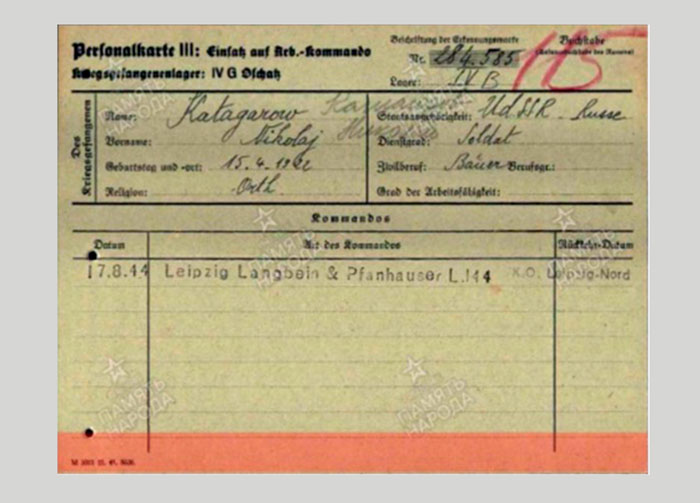 Personalkarte III: Einsatz auf Arb.-Kommando
Beschriftung der Erkennungsmarke
Nr. 284.585
Buchstabe
Kriegsgefangenenlager: IV G Oschatz
Lager: IV B
Des Kriegsgefangenen
Name: Katagarow
Staatsangehörigkeit: UdSSR - Russe
Vorname: Nikolaj
Dienstgrad: Soldat
Geburtstag und -ort: 15.4.19
Zivilberuf: Bauer Berufsgr.:
Religion: Orth.
Grad der Arbeitsfähigkeit:
Kommandos
Datum
Art des Kommandos
Rückkehr-Datum
17.8.44 Leipzig Langbein & Pfanhauser L.144 K.O. Leipzig-Nord
ПАМЯТЬ НАРОДА